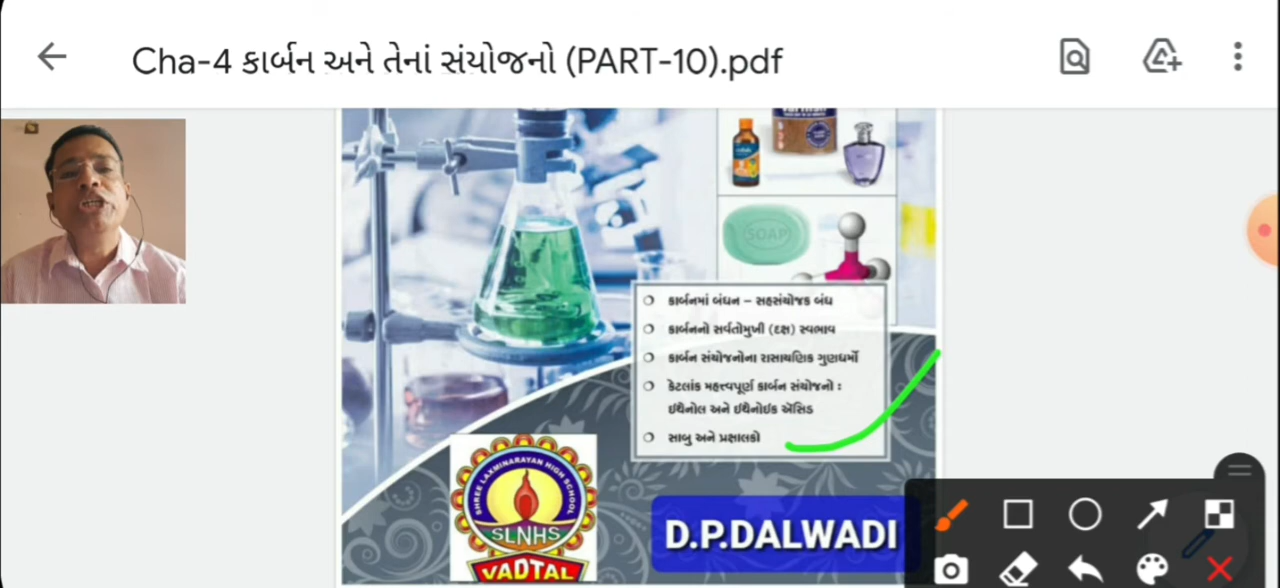 Cha-4 કાર્બન અને તેનાં સંયોજનો (PART-10).pdf
SOAP
કાર્બનમાં બંધન – સહસંયોજક બંધ
કાર્બનનો સર્વતોમુખી (દક્ષ) સ્વભાવ
કાર્બન સંયોજનોના રાસાયણિક ગુણધર્મો
કેટલાંક મહત્ત્વપૂર્ણ કાર્બન સંયોજનો :
ઈથેનોલ અને ઈથેનોઈક ઍસિડ
સાબુ અને પ્રક્ષાલકો
SHREE LAXMINARAYAN HIGH SCHOOL
SLNHS
VADTAL
D.P.DALWADI